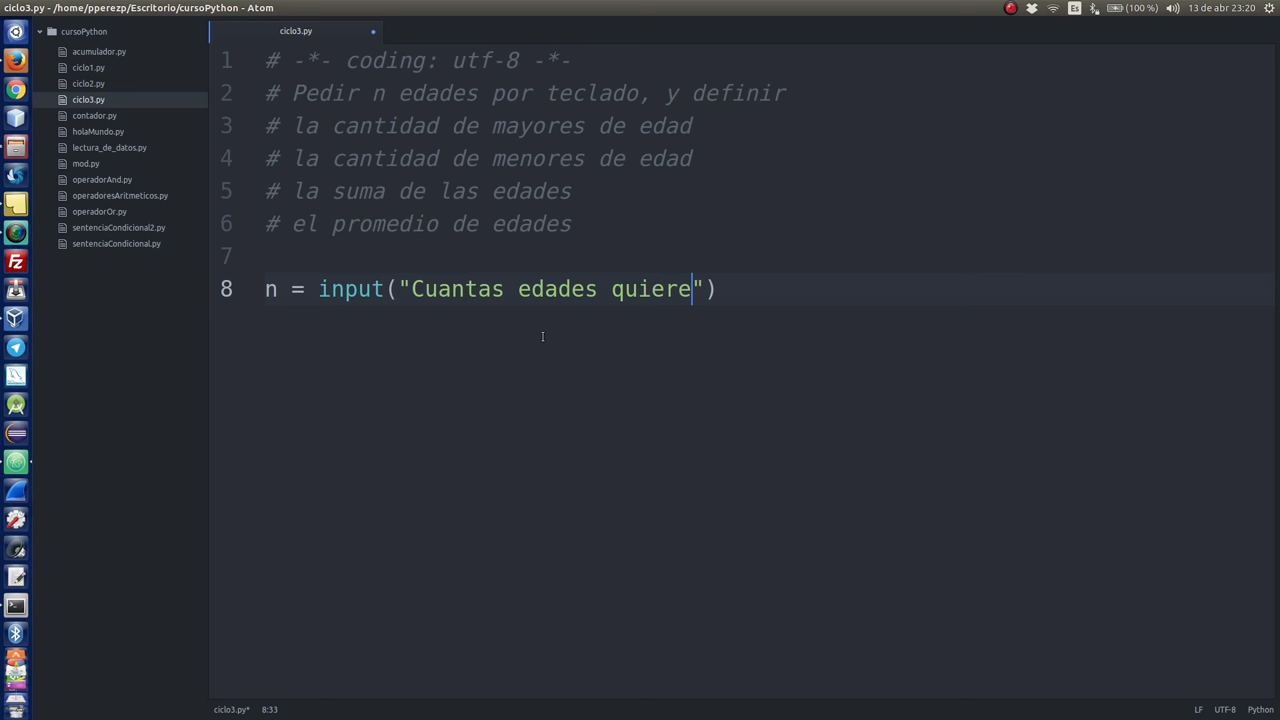 ciclo3.py - /home/pperezp/Escritorio/cursoPython - Atom
Es
(100 %)
13 de abr 23:20
cursoPython
acumulador.py
ciclo1.py
ciclo2.py
ciclo3.py
contador.py
holaMundo.py
lectura_de_datos.py
mod.py
operadorAnd.py
operadoresAritmeticos.py
operadorOr.py
sentenciaCondicional2.py
sentenciaCondicional.py
ciclo3.py
1 # -*- coding: utf-8 -*-
2 # Pedir n edades por teclado, y definir
3 # la cantidad de mayores de edad
4 # la cantidad de menores de edad
5 # la suma de las edades
6 # el promedio de edades
7
8 n = input("Cuantas edades quiere")
ciclo3.py* 8:33
LF UTF-8 Python